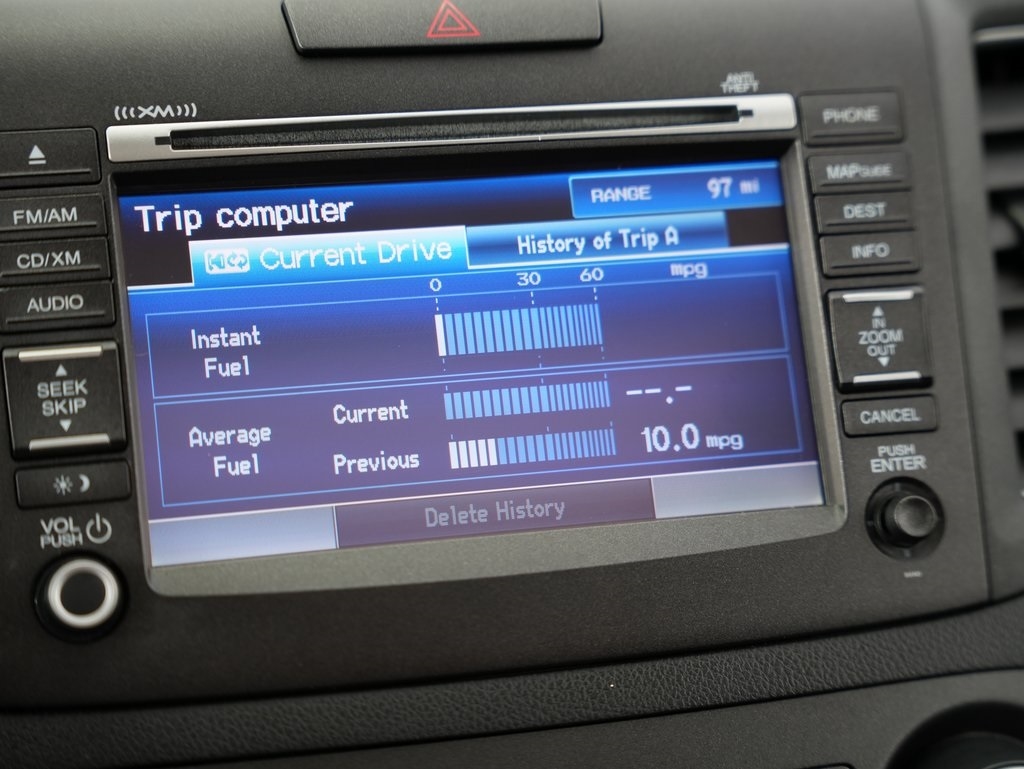 (((XM)))
ANTI
THEFT
PHONE
FM/AM
CD/XM
AUDIO
SEEK
SKIP
VOL
PUSH
Trip computer
RANGE 97 mi
Current Drive
History of Trip A
0 30 60 mpg
Instant
Fuel
Average
Fuel
Current --.-
Previous 10.0 mpg
Delete History
MAP GUIDE
DEST
INFO
IN
ZOOM
OUT
CANCEL
PUSH
ENTER